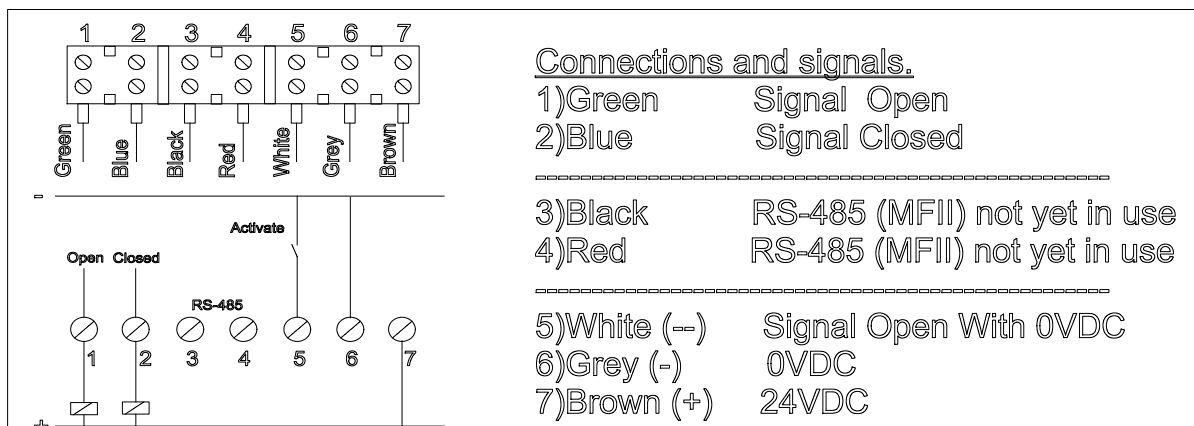 1 2 3 4 5 6 7
Green Blue Black Red White Grey Brown
-
Activate
Open Closed
RS-485
1 2 3 4 5 6 7
+
Connections and signals.
1)Green Signal Open
2)Blue Signal Closed
3)Black RS-485 (MFII) not yet in use
4)Red RS-485 (MFII) not yet in use
5)White (--) Signal Open With 0VDC
6)Grey (-) 0VDC
7)Brown (+) 24VDC